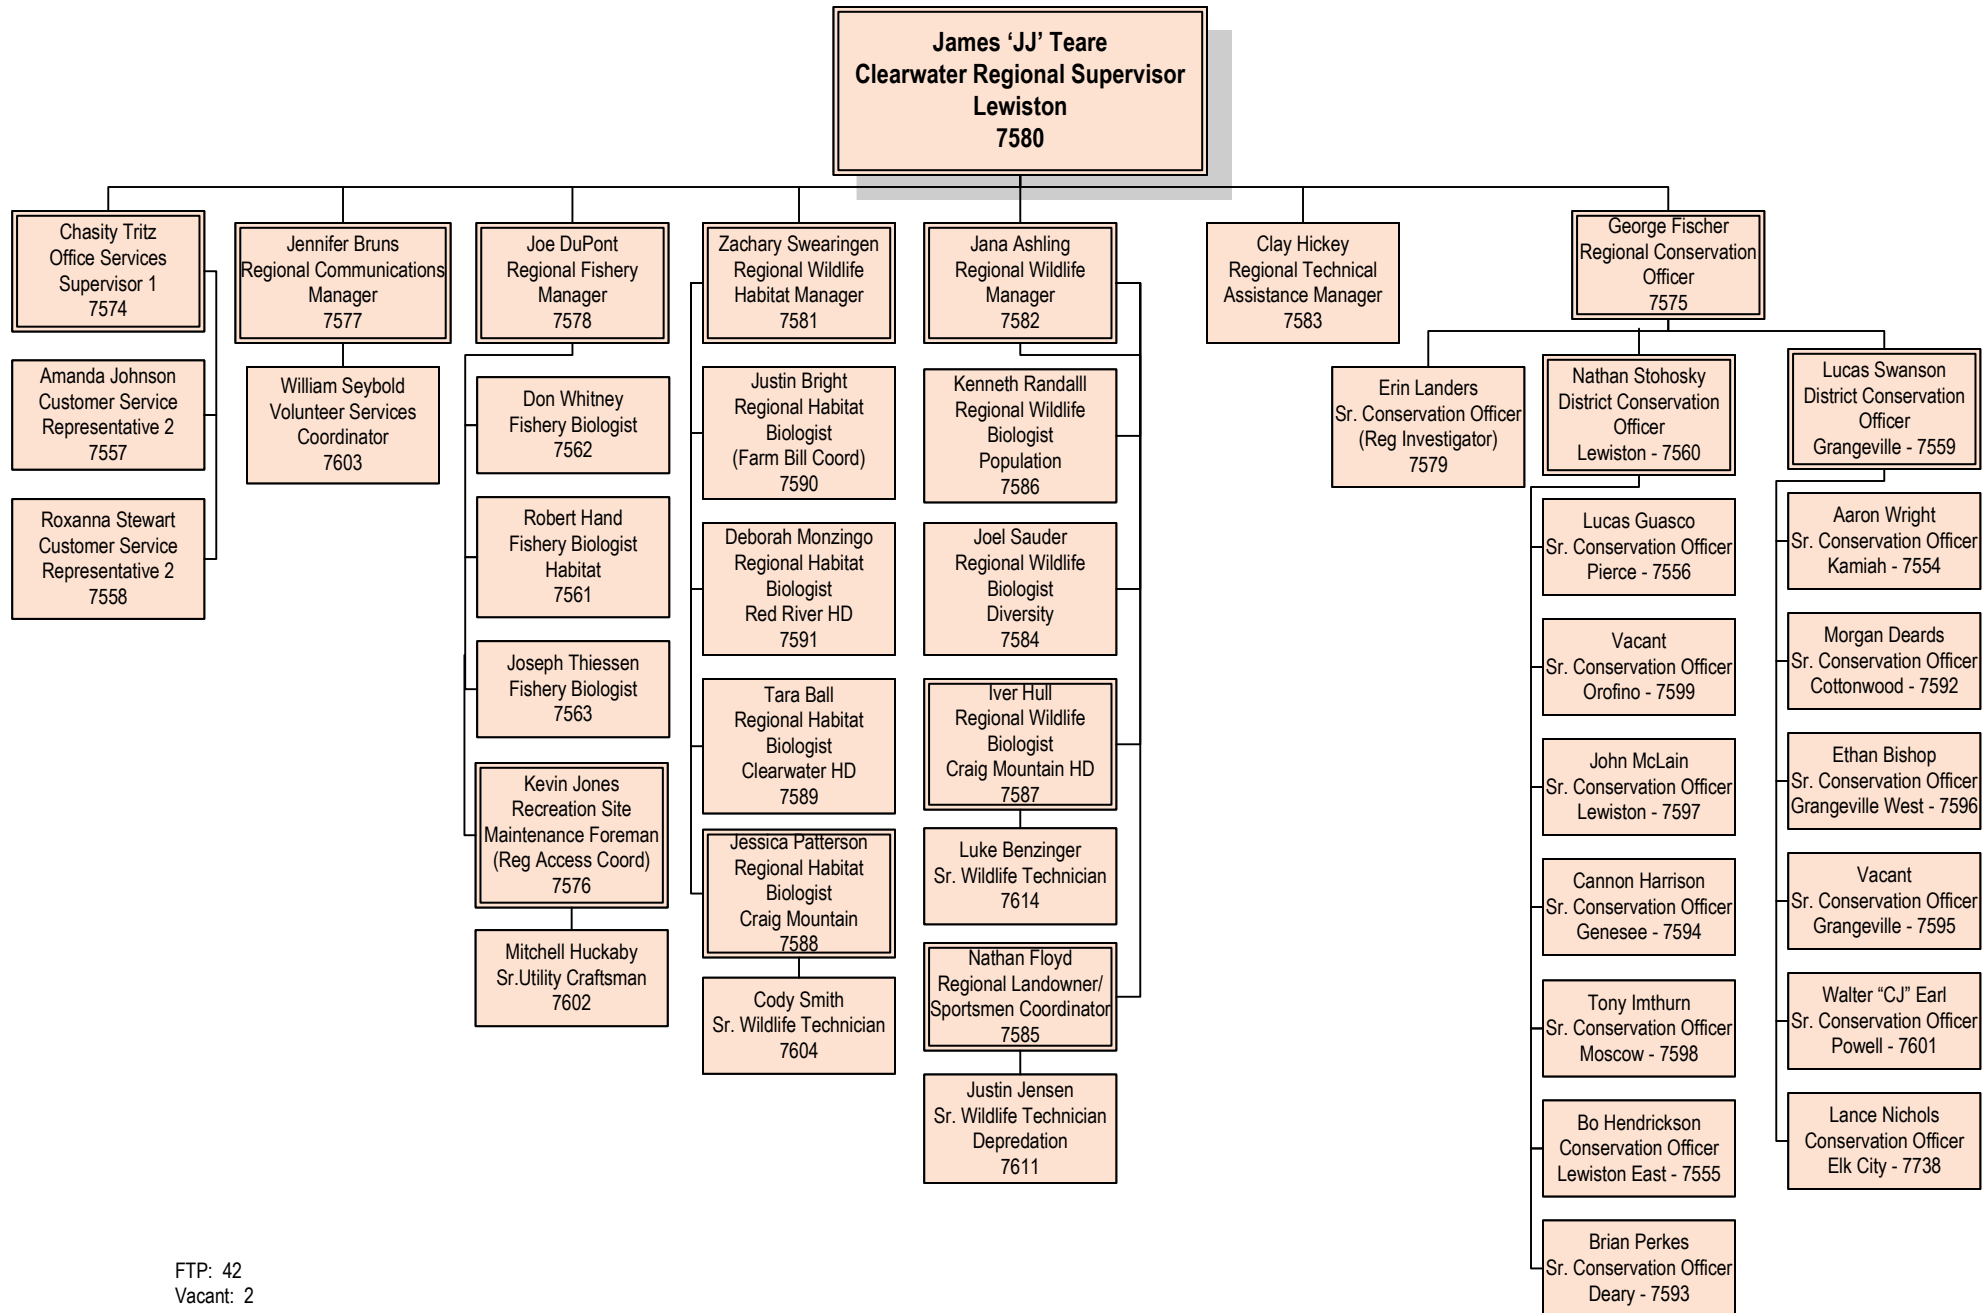 James ‘JJ’ Teare
Clearwater Regional Supervisor
Lewiston
7580
Chasity Tritz
Office Services
Supervisor 1
7574
Amanda Johnson
Customer Service
Representative 2
7557
Roxanna Stewart
Customer Service
Representative 2
7558
Jennifer Bruns
Regional Communications
Manager
7577
William Seybold
Volunteer Services
Coordinator
7603
Joe DuPont
Regional Fishery
Manager
7578
Don Whitney
Fishery Biologist
7562
Robert Hand
Fishery Biologist
Habitat
7561
Joseph Thiessen
Fishery Biologist
7563
Kevin Jones
Recreation Site
Maintenance Foreman
(Reg Access Coord)
7576
Mitchell Huckaby
Sr.Utility Craftsman
7602
Zachary Swearingen
Regional Wildlife
Habitat Manager
7581
Justin Bright
Regional Habitat
Biologist
(Farm Bill Coord)
7590
Deborah Monzingo
Regional Habitat
Biologist
Red River HD
7591
Tara Ball
Regional Habitat
Biologist
Clearwater HD
7589
Jessica Patterson
Regional Habitat
Biologist
Craig Mountain
7588
Cody Smith
Sr. Wildlife Technician
7604
Jana Ashling
Regional Wildlife
Manager
7582
Kenneth Randalll
Regional Wildlife
Biologist
Population
7586
Joel Sauder
Regional Wildlife
Biologist
Diversity
7584
Iver Hull
Regional Wildlife
Biologist
Craig Mountain HD
7587
Luke Benzinger
Sr. Wildlife Technician
7614
Nathan Floyd
Regional Landowner/
Sportsmen Coordinator
7585
Justin Jensen
Sr. Wildlife Technician
Depredation
7611
Clay Hickey
Regional Technical
Assistance Manager
7583
George Fischer
Regional Conservation
Officer
7575
Erin Landers
Sr. Conservation Officer
(Reg Investigator)
7579
Nathan Stohosky
District Conservation
Officer
Lewiston - 7560
Lucas Guasco
Sr. Conservation Officer
Pierce - 7556
Vacant
Sr. Conservation Officer
Orofino - 7599
John McLain
Sr. Conservation Officer
Lewiston - 7597
Cannon Harrison
Sr. Conservation Officer
Genesee - 7594
Tony Imthurn
Sr. Conservation Officer
Moscow - 7598
Bo Hendrickson
Conservation Officer
Lewiston East - 7555
Brian Perkes
Sr. Conservation Officer
Deary - 7593
Lucas Swanson
District Conservation
Officer
Grangeville - 7559
Aaron Wright
Sr. Conservation Officer
Kamiah - 7554
Morgan Deards
Sr. Conservation Officer
Cottonwood - 7592
Ethan Bishop
Sr. Conservation Officer
Grangeville West - 7596
Vacant
Sr. Conservation Officer
Grangeville - 7595
Walter “CJ” Earl
Sr. Conservation Officer
Powell - 7601
Lance Nichols
Conservation Officer
Elk City - 7738
FTP: 42
Vacant: 2